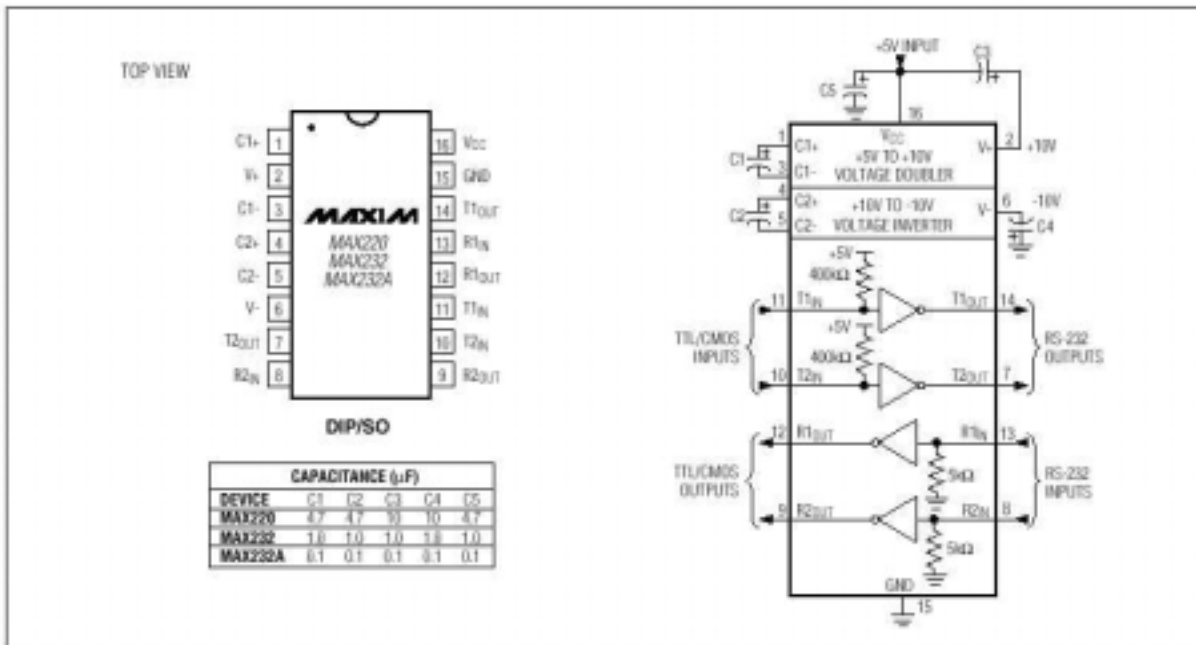 TOP VIEW
C1+ 1
V+ 2
C1- 3
C2+ 4
C2- 5
V- 6
T2OUT 7
R2IN 8
16 VCC
15 GND
14 T1OUT
13 R1IN
12 R1OUT
11 T1IN
10 T2IN
9 R2OUT
MAXIM
MAX220
MAX232
MAX232A
DIP/SO
CAPACITANCE (μF)
DEVICE C1 C2 C3 C4 C5
MAX220 4.7 4.7 10 10 4.7
MAX232 1.0 1.0 1.0 1.0 1.0
MAX232A 0.1 0.1 0.1 0.1 0.1
+5V INPUT
C3
C5
16
VCC
1 C1+
C1
3 C1-
+5V TO +10V
VOLTAGE DOUBLER
V+ 2 +10V
4 C2+
C2
5 C2-
+10V TO -10V
VOLTAGE INVERTER
V- 6 -10V
C4
+5V
400kΩ
11 T1IN
T1OUT 14
+5V
400kΩ
10 T2IN
T2OUT 7
TTL/CMOS
INPUTS
RS-232
OUTPUTS
12 R1OUT
R1IN 13
5kΩ
9 R2OUT
R2IN 8
5kΩ
TTL/CMOS
OUTPUTS
RS-232
INPUTS
GND
15